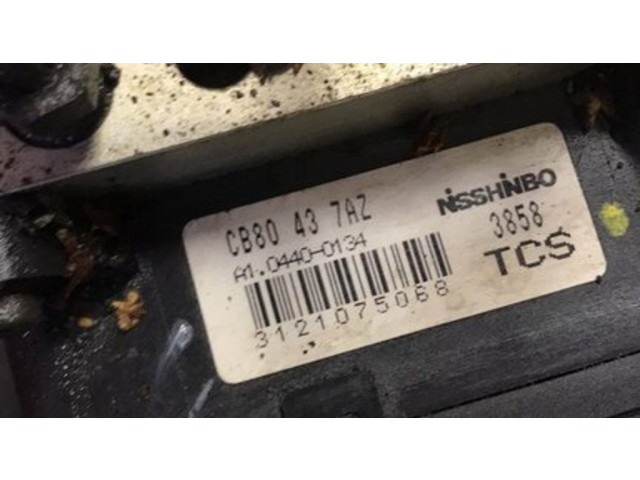 CB80 43 7AZ NiSSHiNBO
A1.0440-0134 3858
TCS
3121075068